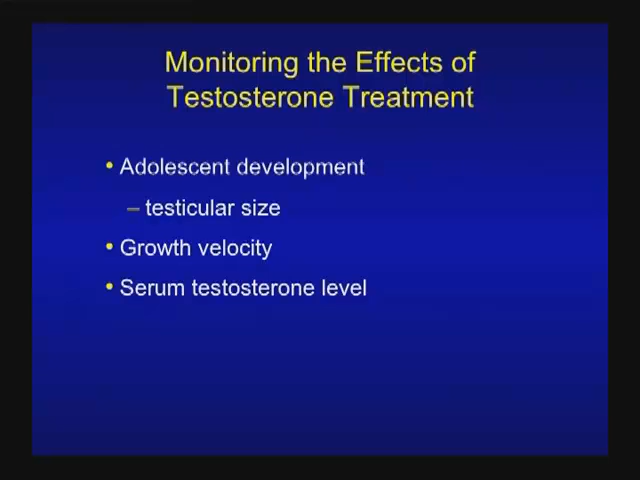 Monitoring the Effects of
Testosterone Treatment
• Adolescent development
– testicular size
• Growth velocity
• Serum testosterone level